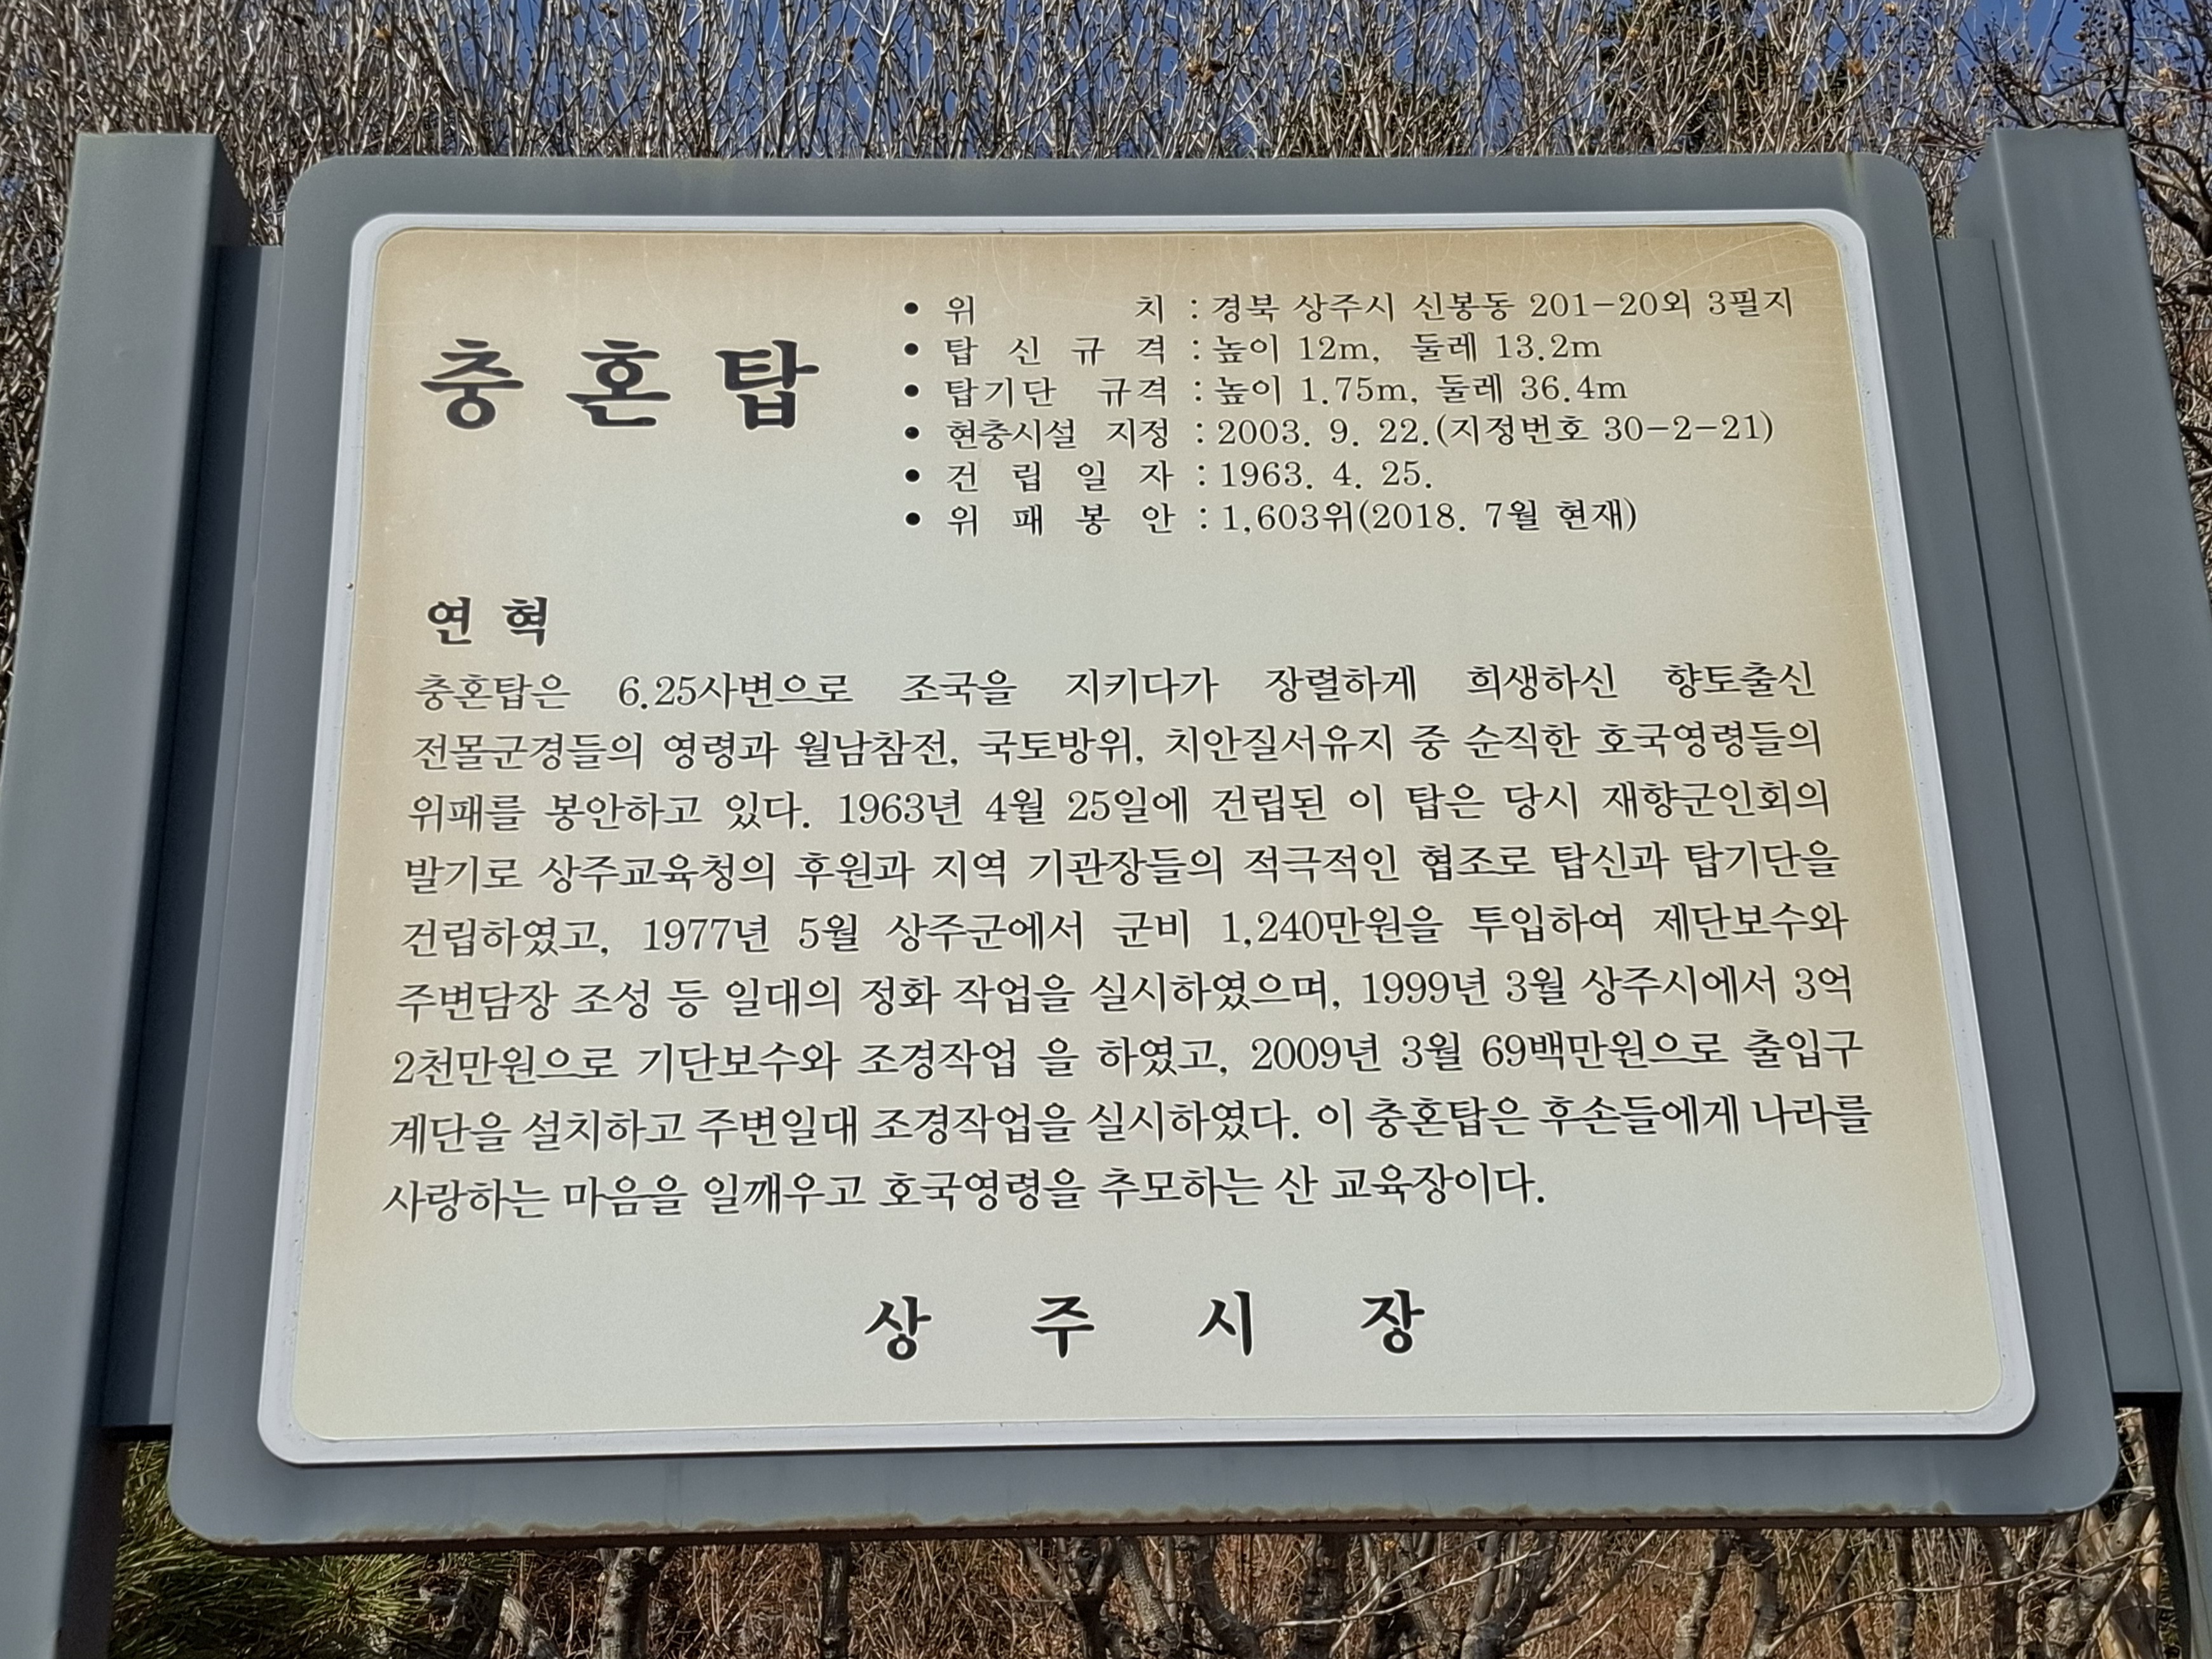 충 혼 탑
• 위 치 : 경북 상주시 신봉동 201-20외 3필지
• 탑 신 규 격 : 높이 12m, 둘레 13.2m
• 탑기단 규격 : 높이 1.75m, 둘레 36.4m
• 현충시설 지정 : 2003. 9. 22.(지정번호 30-2-21)
• 건 립 일 자 : 1963. 4. 25.
• 위 패 봉 안 : 1,603위(2018. 7월 현재)
연 혁
충혼탑은 6.25사변으로 조국을 지키다가 장렬하게 희생하신 향토출신
전몰군경들의 영령과 월남참전, 국토방위, 치안질서유지 중 순직한 호국영령들의
위패를 봉안하고 있다. 1963년 4월 25일에 건립된 이 탑은 당시 재향군인회의
발기로 상주교육청의 후원과 지역 기관장들의 적극적인 협조로 탑신과 탑기단을
건립하였고, 1977년 5월 상주군에서 군비 1,240만원을 투입하여 제단보수와
주변담장 조성 등 일대의 정화 작업을 실시하였으며, 1999년 3월 상주시에서 3억
2천만원으로 기단보수와 조경작업 을 하였고, 2009년 3월 69백만원으로 출입구
계단을 설치하고 주변일대 조경작업을 실시하였다. 이 충혼탑은 후손들에게 나라를
사랑하는 마음을 일깨우고 호국영령을 추모하는 산 교육장이다.
상 주 시 장